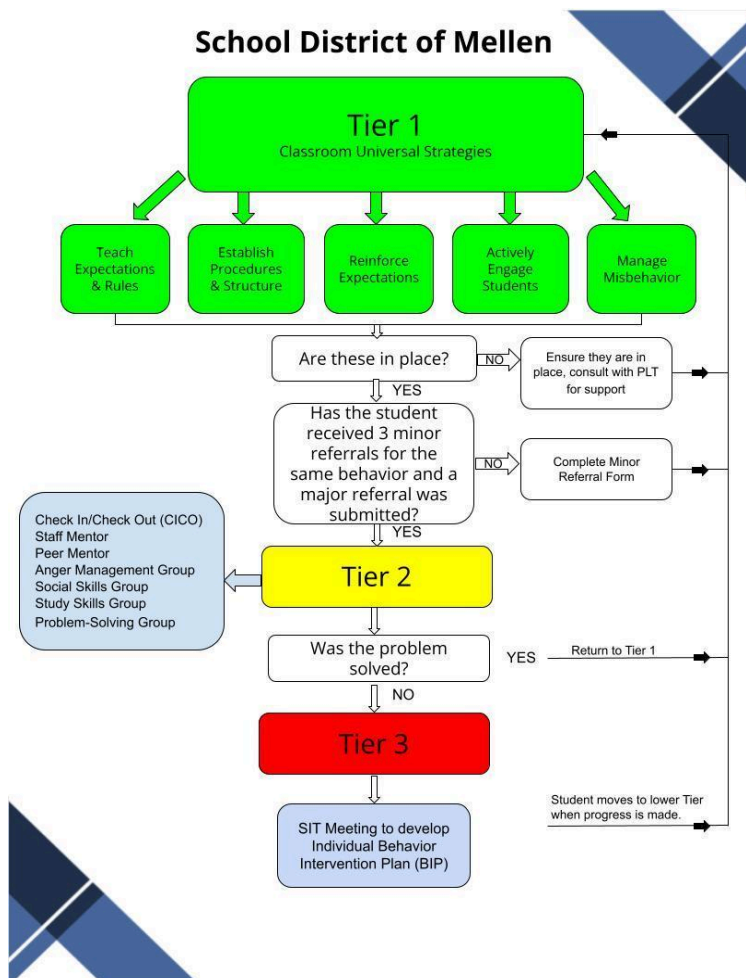 School District of Mellen
Tier 1
Classroom Universal Strategies
Teach
Expectations
& Rules
Establish
Procedures
& Structure
Reinforce
Expectations
Actively
Engage
Students
Manage
Misbehavior
Are these in place?
NO
Ensure they are in
place, consult with PLT
for support
YES
Has the student
received 3 minor
referrals for the
same behavior and a
major referral was
submitted?
NO
Complete Minor
Referral Form
YES
Check In/Check Out (CICO)
Staff Mentor
Peer Mentor
Anger Management Group
Social Skills Group
Study Skills Group
Problem-Solving Group
Tier 2
Was the problem
solved?
YES
Return to Tier 1
NO
Tier 3
Student moves to lower Tier
when progress is made.
SIT Meeting to develop
Individual Behavior
Intervention Plan (BIP)